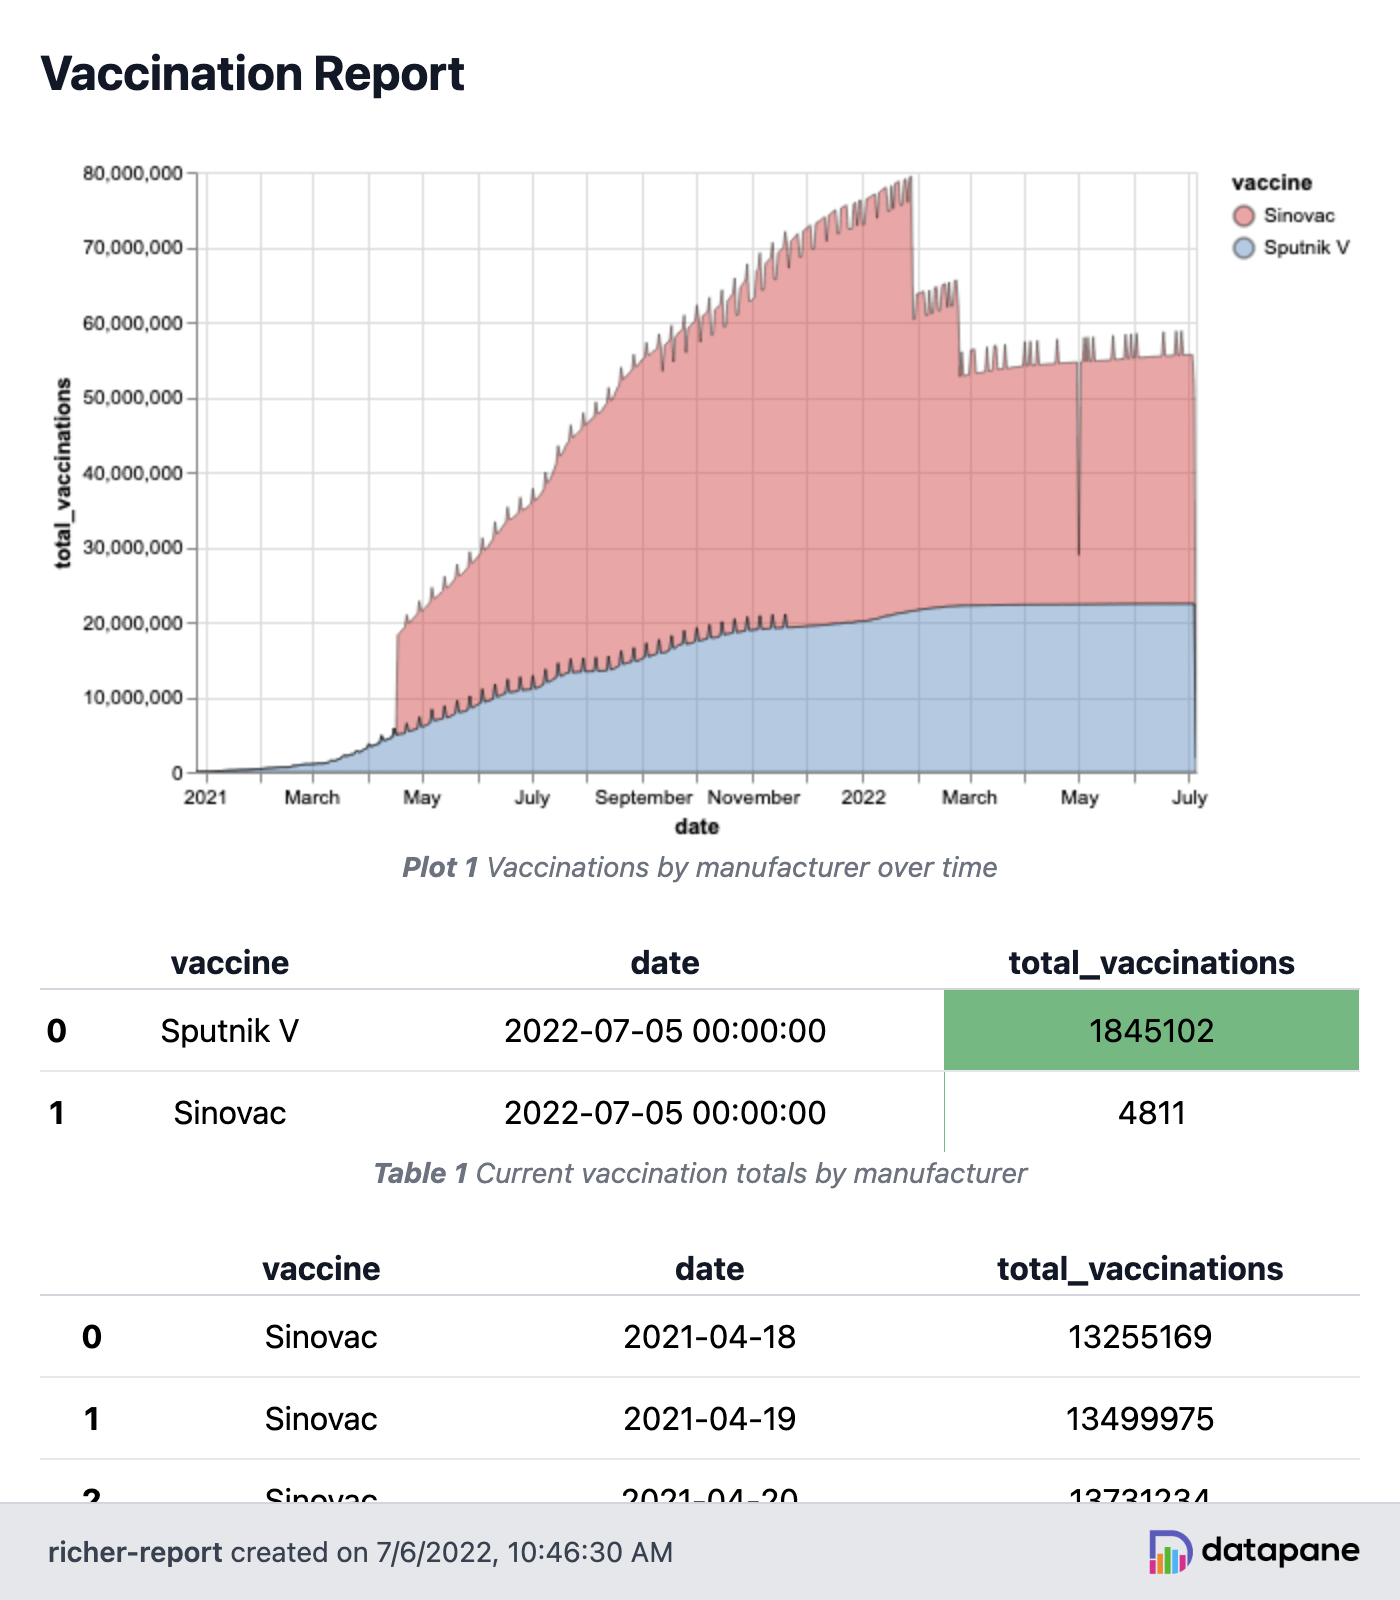 Vaccination Report
80,000,000
70,000,000
60,000,000
50,000,000
40,000,000
30,000,000
20,000,000
10,000,000
0
total_vaccinations
2021 March May July September November 2022 March May July
date
vaccine
Sinovac
Sputnik V
Plot 1 Vaccinations by manufacturer over time
vaccine date total_vaccinations
0 Sputnik V 2022-07-05 00:00:00 1845102
1 Sinovac 2022-07-05 00:00:00 4811
Table 1 Current vaccination totals by manufacturer
vaccine date total_vaccinations
0 Sinovac 2021-04-18 13255169
1 Sinovac 2021-04-19 13499975
2 Sinovac 2021-04-20 13731234
richer-report created on 7/6/2022, 10:46:30 AM
datapane